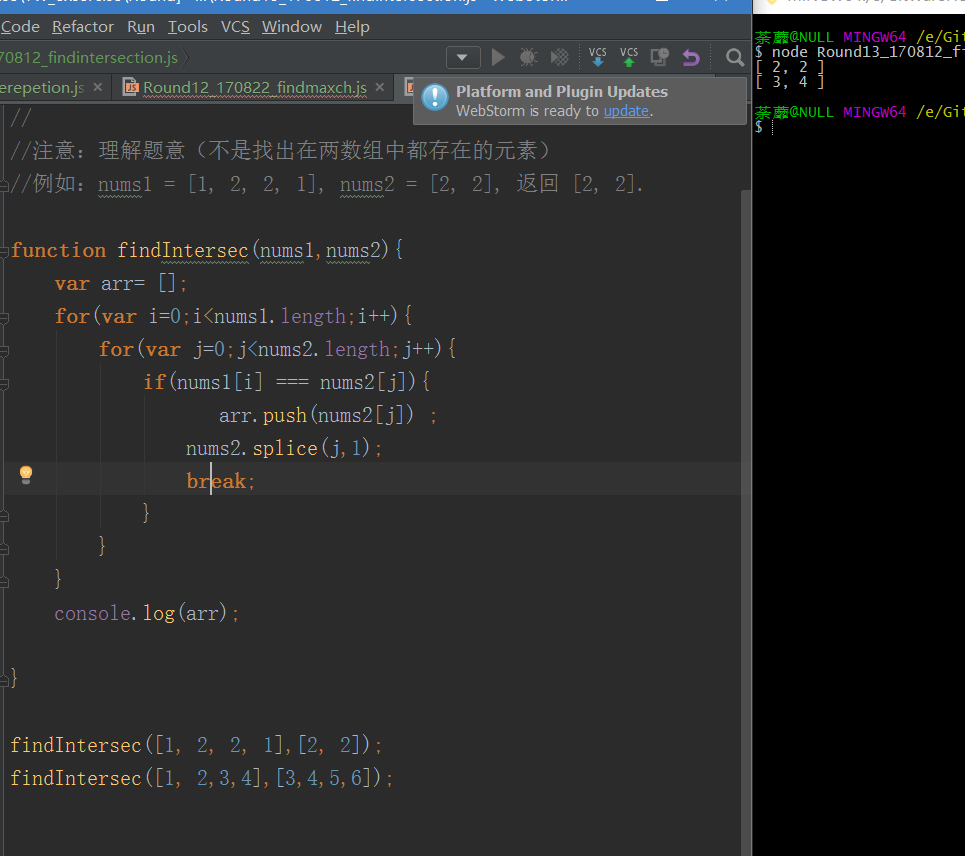 Code Refactor Run Tools VCS Window Help
170812_findintersection.js
erepetion.js × Round12_170822_findmaxch.js ×
Platform and Plugin Updates
WebStorm is ready to update.
//
//注意：理解题意（不是找出在两数组中都存在的元素）
//例如：nums1 = [1, 2, 2, 1], nums2 = [2, 2], 返回 [2, 2].
function findIntersec(nums1,nums2){
var arr= [];
for(var i=0;i<nums1.length;i++){
for(var j=0;j<nums2.length;j++){
if(nums1[i] === nums2[j]){
arr.push(nums2[j]) ;
nums2.splice(j,1);
break;
}
}
}
console.log(arr);
}
findIntersec([1, 2, 2, 1],[2, 2]);
findIntersec([1, 2,3,4],[3,4,5,6]);
荼蘼@NULL MINGW64 /e/Git
$ node Round13_170812_f
[ 2, 2 ]
[ 3, 4 ]
荼蘼@NULL MINGW64 /e/Git
$